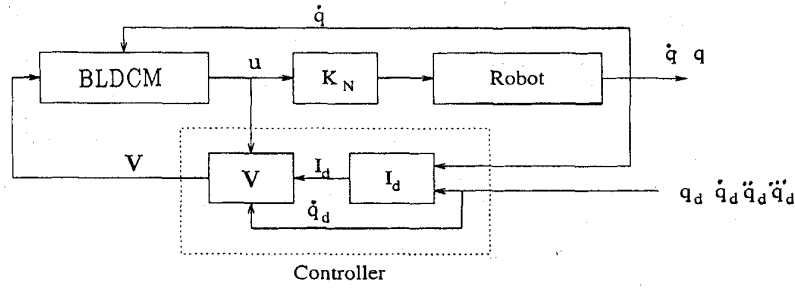 q̇
BLDCM
u
K_N
Robot
q̇ q
V
V
I_d
I_d
q̇_d
q_d q̇_d q̈_d q⃛_d
Controller